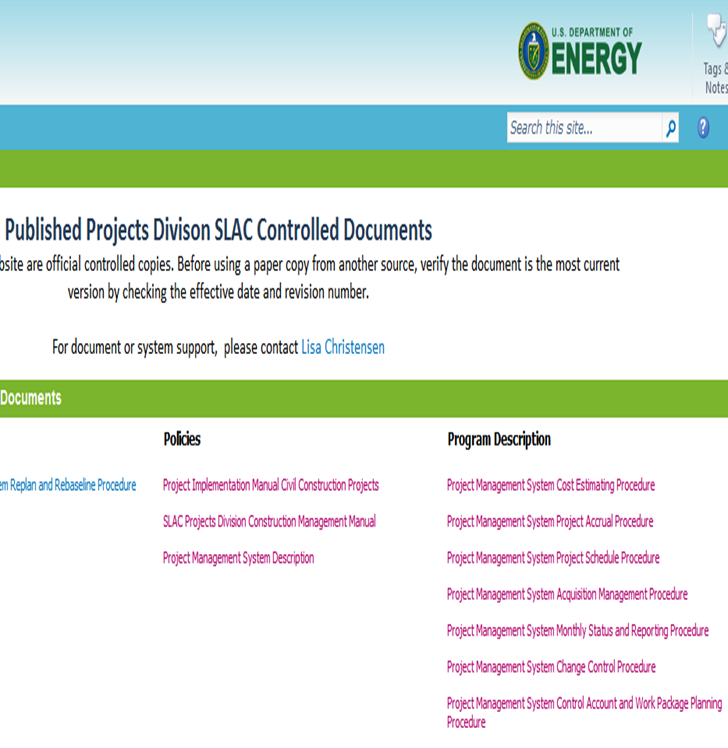 U.S. DEPARTMENT OF
ENERGY
Tags &
Notes
Search this site...
?
Published Projects Divison SLAC Controlled Documents
bsite are official controlled copies. Before using a paper copy from another source, verify the document is the most current
version by checking the effective date and revision number.
For document or system support, please contact Lisa Christensen
Documents
Policies
Program Description
em Replan and Rebaseline Procedure
Project Implementation Manual Civil Construction Projects
Project Management System Cost Estimating Procedure
SLAC Projects Division Construction Management Manual
Project Management System Project Accrual Procedure
Project Management System Description
Project Management System Project Schedule Procedure
Project Management System Acquisition Management Procedure
Project Management System Monthly Status and Reporting Procedure
Project Management System Change Control Procedure
Project Management System Control Account and Work Package Planning
Procedure